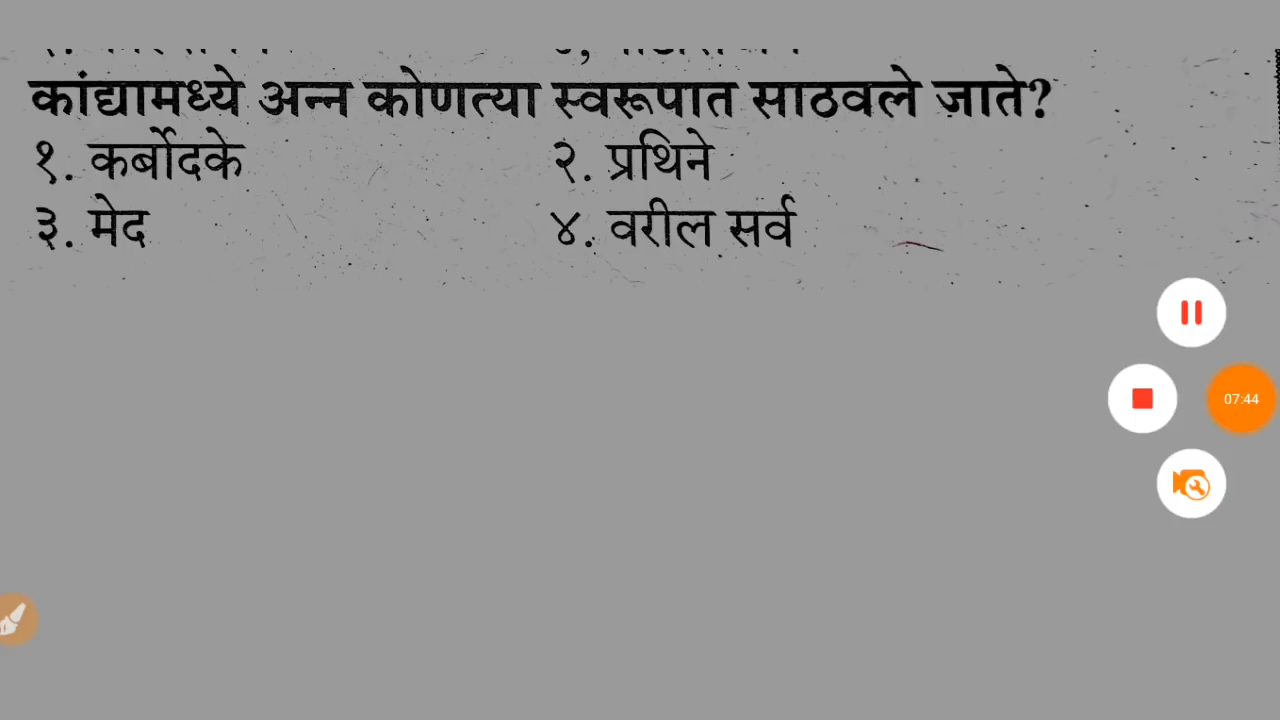 कांद्यामध्ये अन्न कोणत्या स्वरूपात साठवले जाते?
१. कर्बोदके २. प्रथिने
३. मेद ४. वरील सर्व
07:44